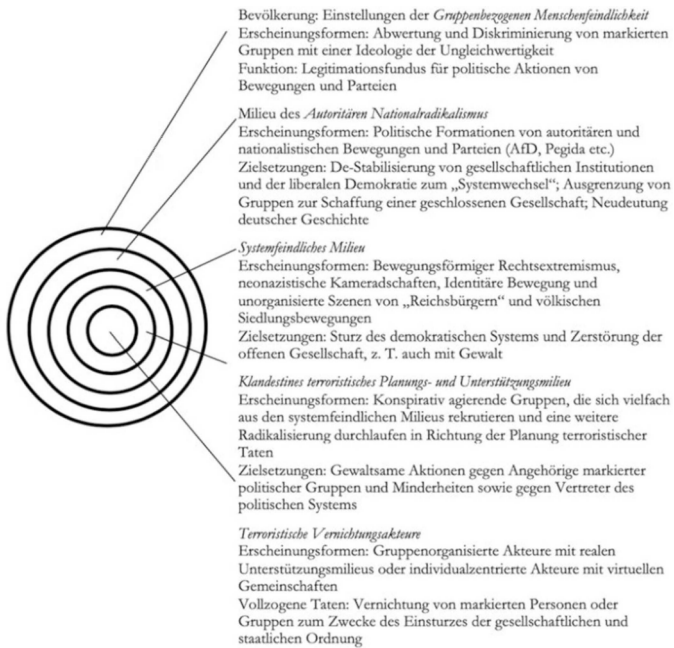 Bevölkerung: Einstellungen der Gruppenbezogenen Menschenfeindlichkeit
Erscheinungsformen: Abwertung und Diskriminierung von markierten
Gruppen mit einer Ideologie der Ungleichwertigkeit
Funktion: Legitimationsfundus für politische Aktionen von
Bewegungen und Parteien
Milieu des Autoritären Nationalradikalismus
Erscheinungsformen: Politische Formationen von autoritären und
nationalistischen Bewegungen und Parteien (AfD, Pegida etc.)
Zielsetzungen: De-Stabilisierung von gesellschaftlichen Institutionen
und der liberalen Demokratie zum „Systemwechsel“; Ausgrenzung von
Gruppen zur Schaffung einer geschlossenen Gesellschaft; Neudeutung
deutscher Geschichte
Systemfeindliches Milieu
Erscheinungsformen: Bewegungsförmiger Rechtsextremismus,
neonazistische Kameradschaften, Identitäre Bewegung und
unorganisierte Szenen von „Reichsbürgern“ und völkischen
Siedlungsbewegungen
Zielsetzungen: Sturz des demokratischen Systems und Zerstörung der
offenen Gesellschaft, z. T. auch mit Gewalt
Klandestines terroristisches Planungs- und Unterstützungsmilieu
Erscheinungsformen: Konspirativ agierende Gruppen, die sich vielfach
aus den systemfeindlichen Milieus rekrutieren und eine weitere
Radikalisierung durchlaufen in Richtung der Planung terroristischer
Taten
Zielsetzungen: Gewaltsame Aktionen gegen Angehörige markierter
politischer Gruppen und Minderheiten sowie gegen Vertreter des
politischen Systems
Terroristische Vernichtungsakteure
Erscheinungsformen: Gruppenorganisierte Akteure mit realen
Unterstützungsmilieus oder individualzentrierte Akteure mit virtuellen
Gemeinschaften
Vollzogene Taten: Vernichtung von markierten Personen oder
Gruppen zum Zwecke des Einsturzes der gesellschaftlichen und
staatlichen Ordnung